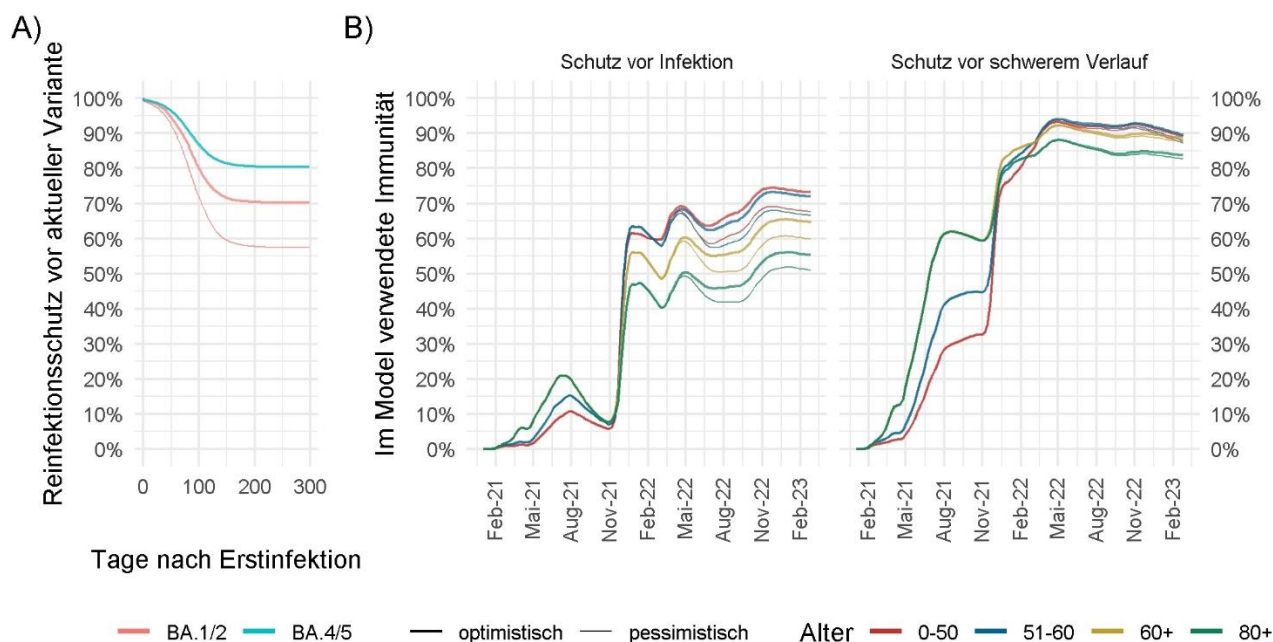 A)
B)
Schutz vor Infektion
Schutz vor schwerem Verlauf
Reinfektionsschutz vor aktueller Variante
100%
90%
80%
70%
60%
50%
40%
30%
20%
10%
0%
0
100
200
300
Tage nach Erstinfektion
Im Model verwendete Immunität
100%
90%
80%
70%
60%
50%
40%
30%
20%
10%
0%
Feb-21
Mai-21
Aug-21
Nov-21
Feb-22
Mai-22
Aug-22
Nov-22
Feb-23
Feb-21
Mai-21
Aug-21
Nov-21
Feb-22
Mai-22
Aug-22
Nov-22
Feb-23
100%
90%
80%
70%
60%
50%
40%
30%
20%
10%
0%
BA.1/2 BA.4/5 optimistisch pessimistisch Alter 0-50 51-60 60+ 80+